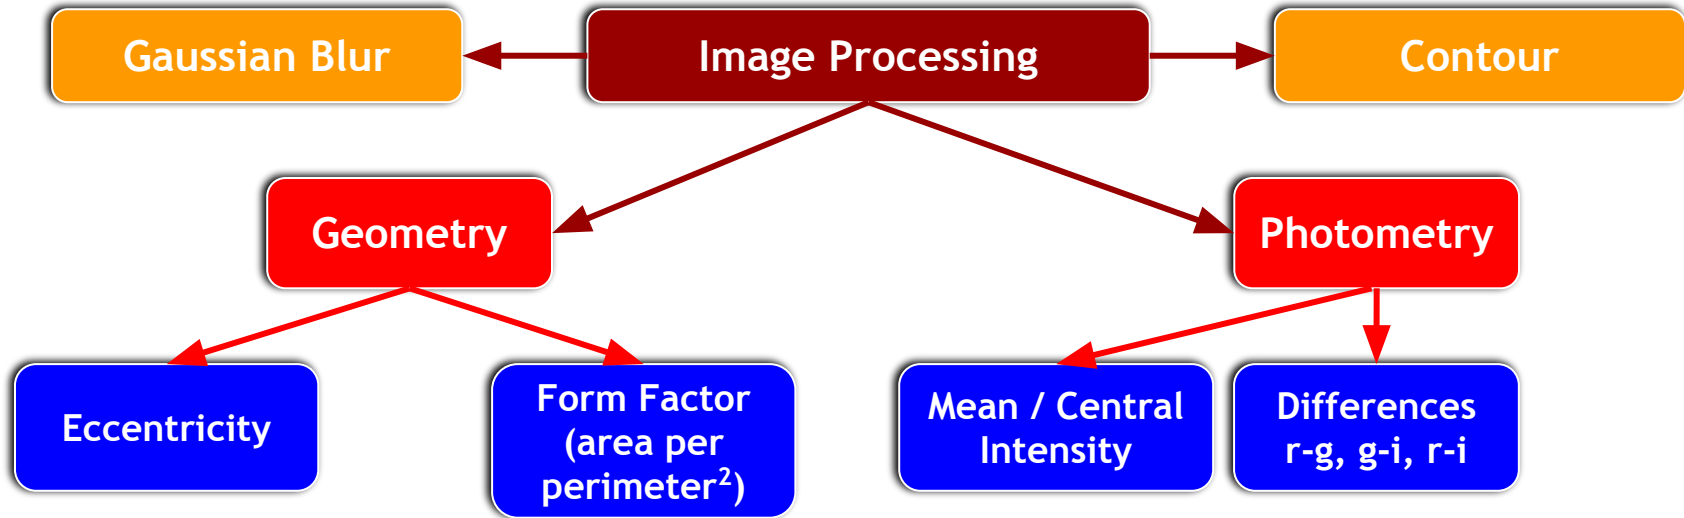 Gaussian Blur
Image Processing
Contour
Geometry
Photometry
Eccentricity
Form Factor
(area per
perimeter²)
Mean / Central
Intensity
Differences
r-g, g-i, r-i